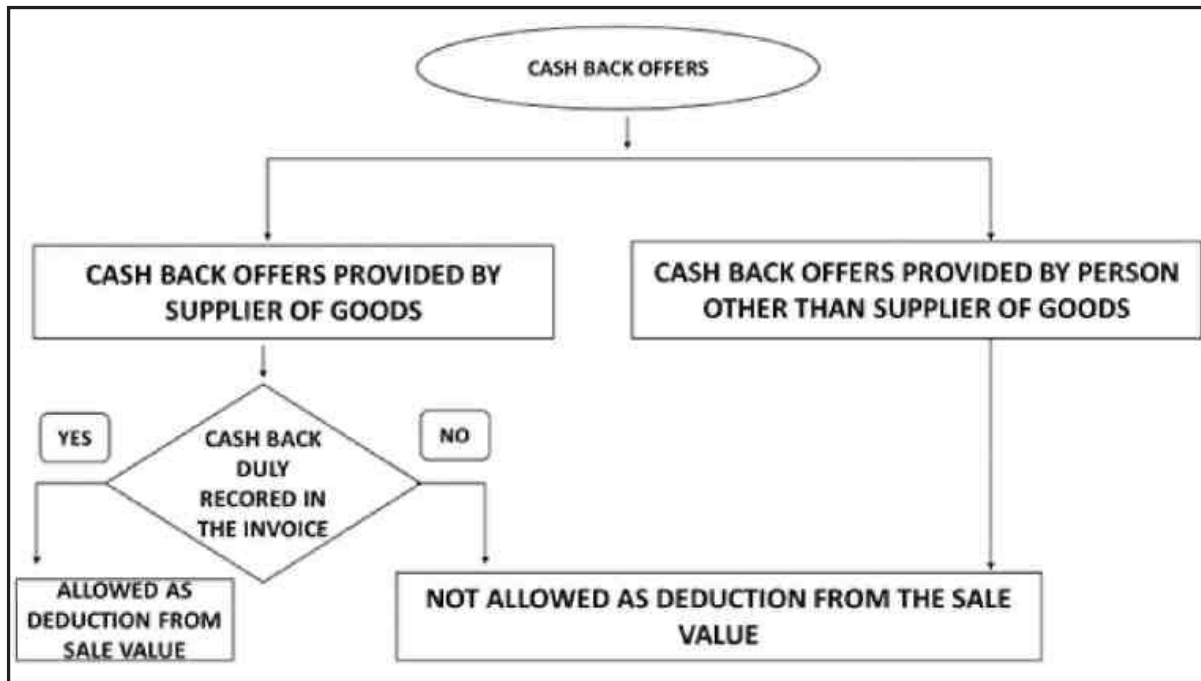 CASH BACK OFFERS
CASH BACK OFFERS PROVIDED BY
SUPPLIER OF GOODS
CASH BACK OFFERS PROVIDED BY PERSON
OTHER THAN SUPPLIER OF GOODS
YES
CASH BACK
DULY
RECORED IN
THE INVOICE
NO
ALLOWED AS
DEDUCTION FROM
SALE VALUE
NOT ALLOWED AS DEDUCTION FROM THE SALE
VALUE